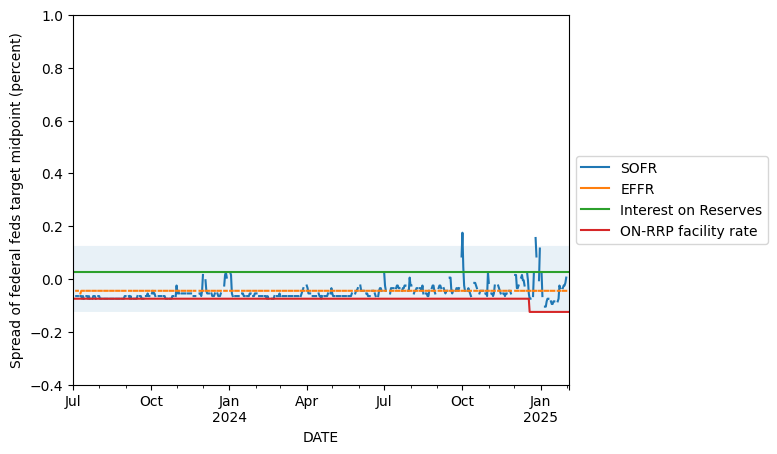 Spread of federal feds target midpoint (percent)
1.0
0.8
0.6
0.4
0.2
0.0
−0.2
−0.4
Jul
Oct
Jan
2024
Apr
Jul
Oct
Jan
2025
DATE
SOFR
EFFR
Interest on Reserves
ON-RRP facility rate